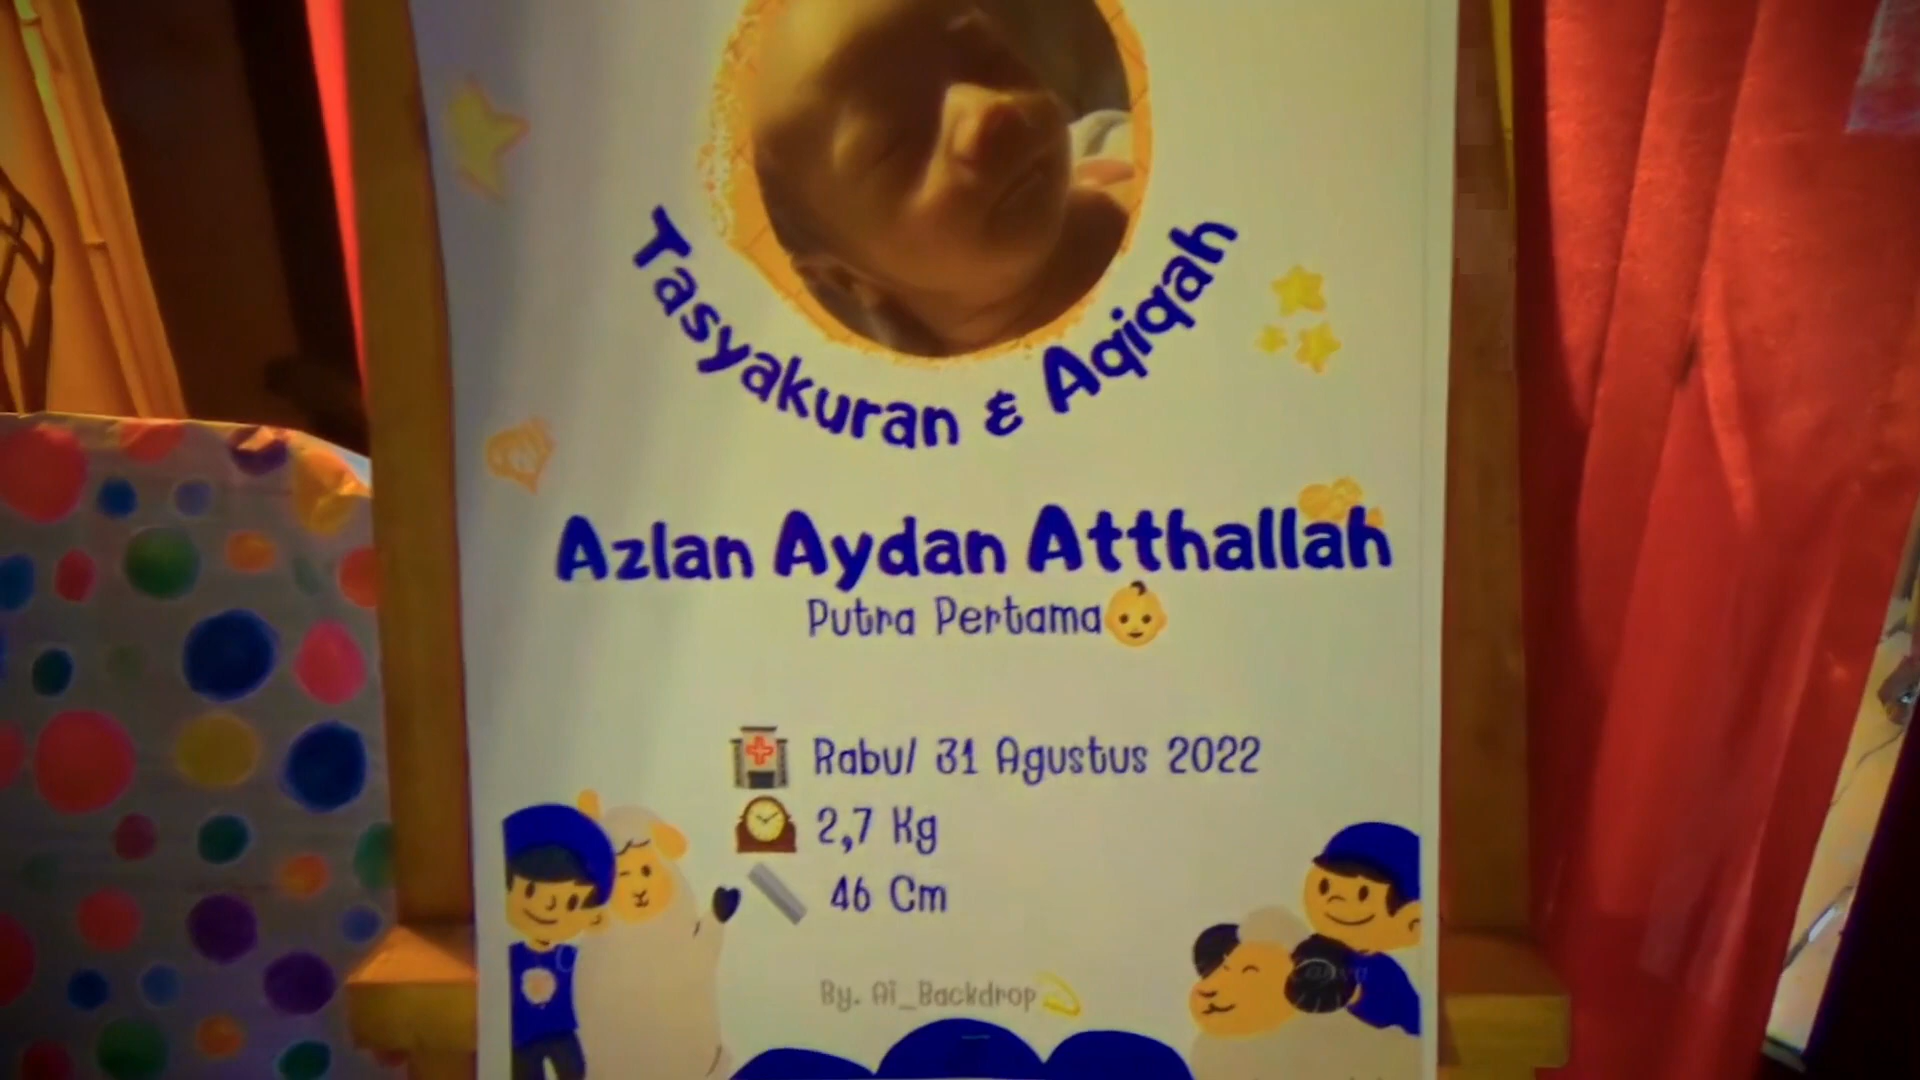 Tasyakuran & Aqiqah
Azlan Aydan Atthallah
Putra Pertama
Rabu/ 31 Agustus 2022
2,7 Kg
46 Cm
By. Ai_Backdrop